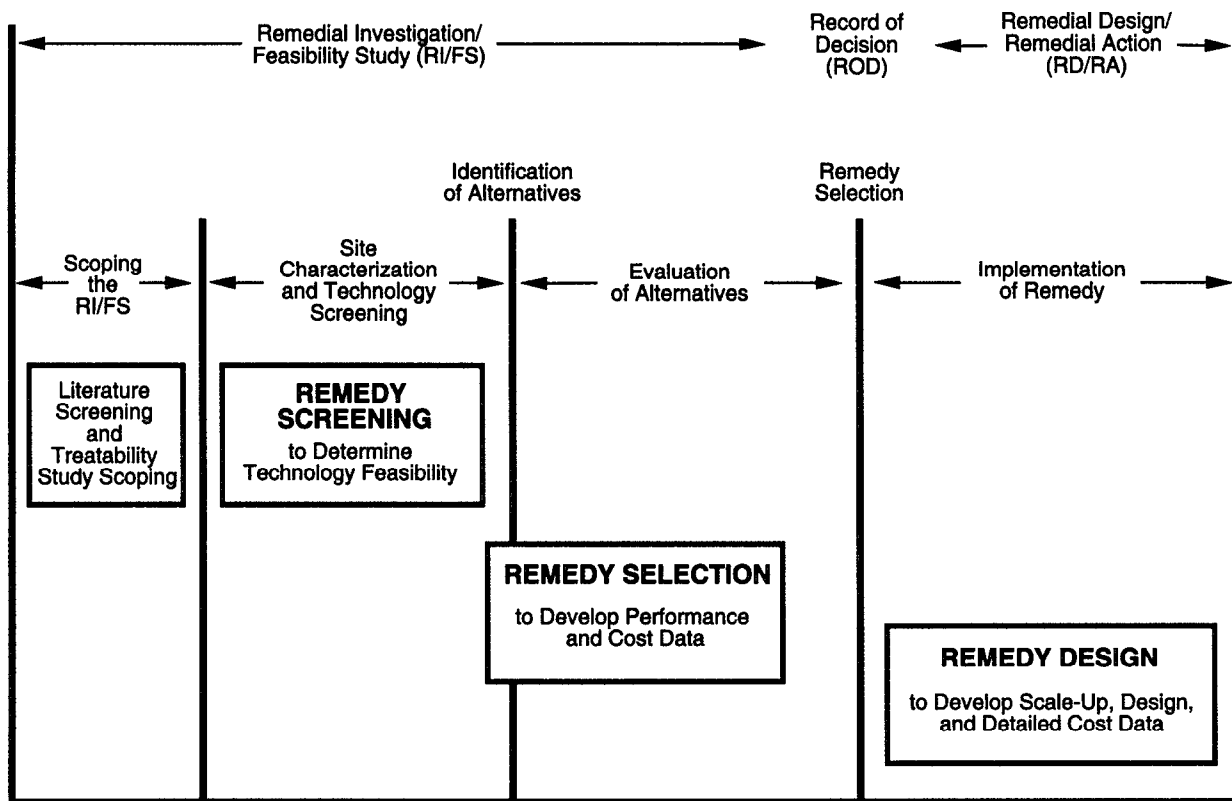 Remedial Investigation/
Feasibility Study (RI/FS)
Record of
Decision
(ROD)
Remedial Design/
Remedial Action
(RD/RA)
Identification
of Alternatives
Remedy
Selection
Scoping
the
RI/FS
Site
Characterization
and Technology
Screening
Evaluation
of Alternatives
Implementation
of Remedy
Literature
Screening
and
Treatability
Study Scoping
REMEDY
SCREENING
to Determine
Technology Feasibility
REMEDY SELECTION
to Develop Performance
and Cost Data
REMEDY DESIGN
to Develop Scale-Up, Design,
and Detailed Cost Data